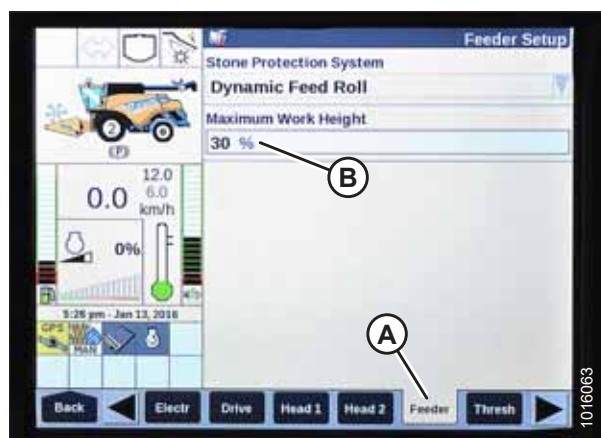 Feeder Setup
Stone Protection System
Dynamic Feed Roll
Maximum Work Height
30 %
B
2
(P)
12.0
0.0 6.0
km/h
0%
5:26 pm - Jan 13, 2016
GPS
MAN
A
Back Electr Drive Head 1 Head 2 Feeder Thresh
1016063